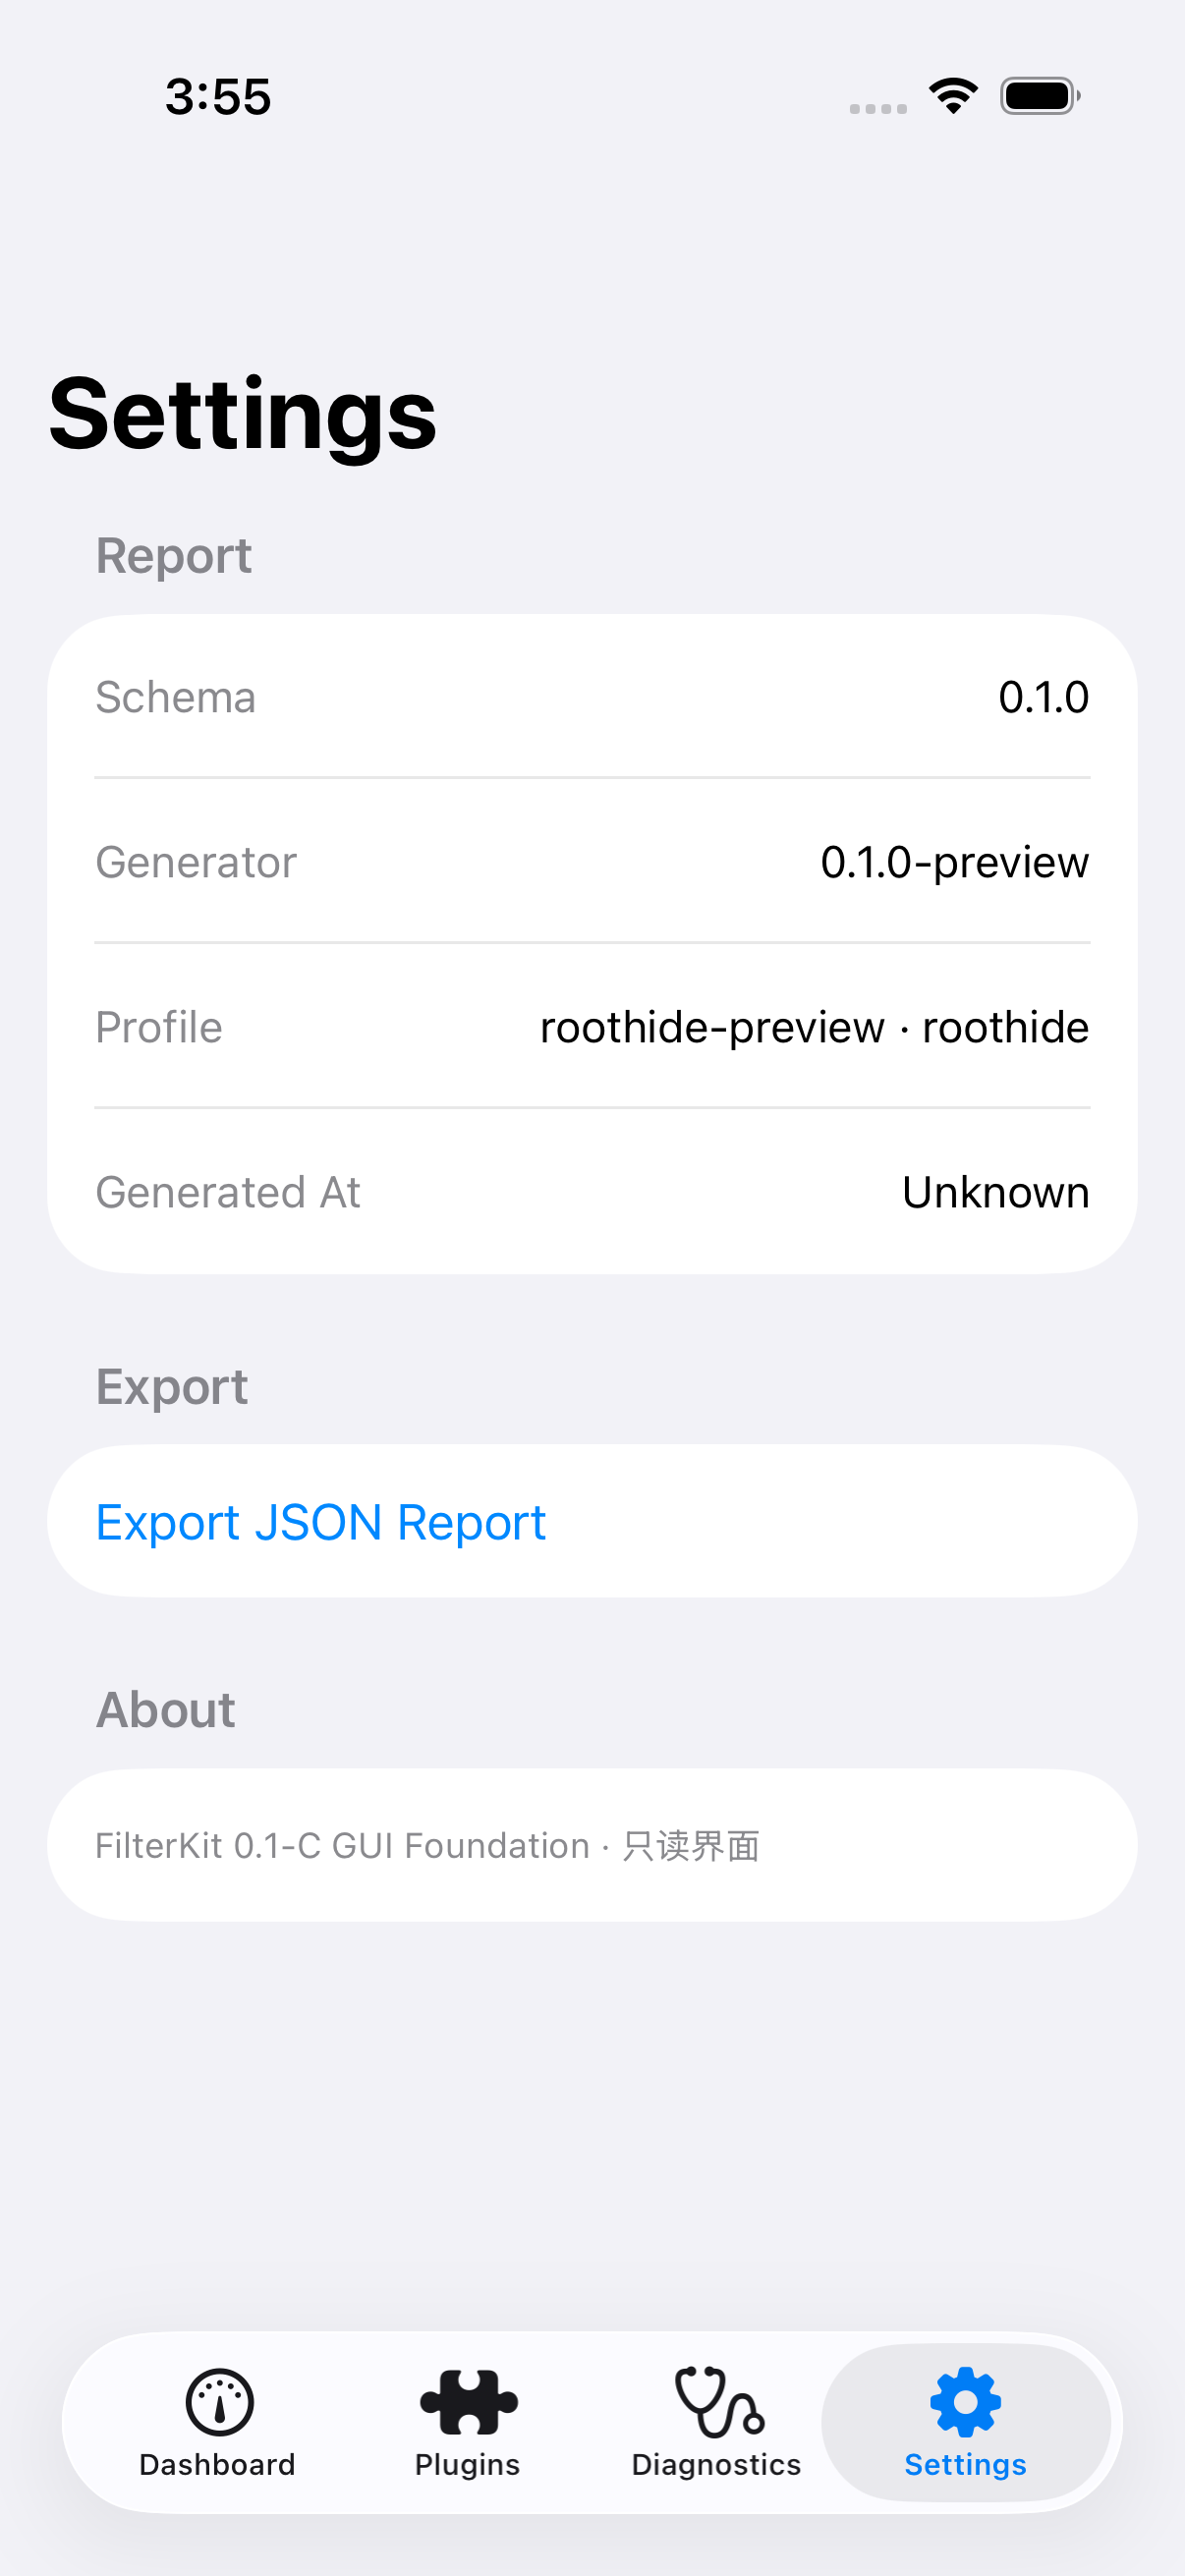 3:55
Settings
Report
Schema 0.1.0
Generator 0.1.0-preview
Profile roothide-preview · roothide
Generated At Unknown
Export
Export JSON Report
About
FilterKit 0.1-C GUI Foundation · 只读界面
Dashboard Plugins Diagnostics Settings